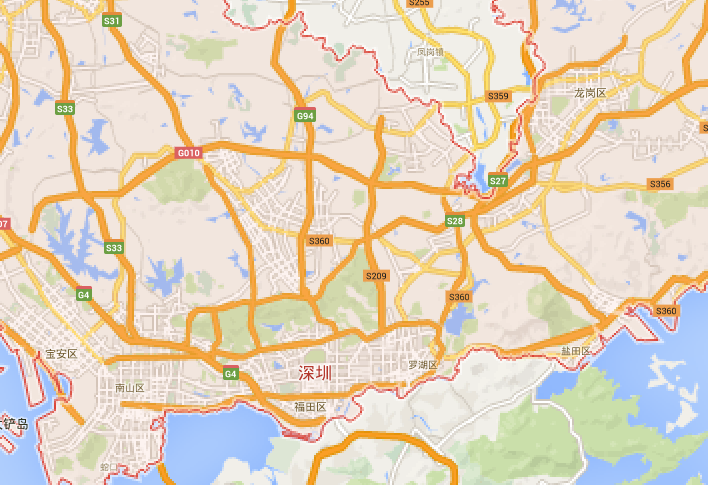 S255
S31
凤岗镇
S359
龙岗区
S33
G94
G010
S27
S356
S28
S360
S33
S209
G4
S360
S360
宝安区
盐田区
罗湖区
深圳
G4
南山区
福田区
铲岛
蛇口